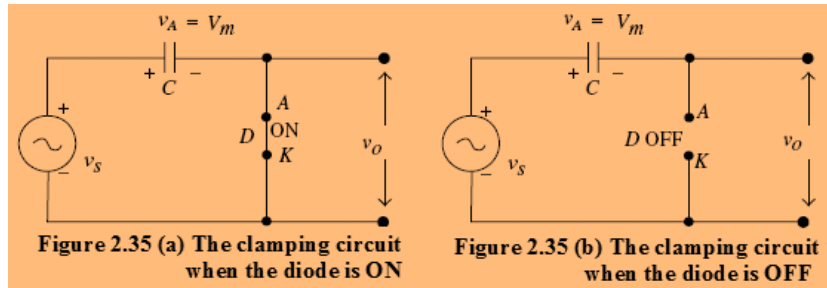 v_A = V_m
+ −
C
A
+
D ON
K
v_o
v_s
−
Figure 2.35 (a) The clamping circuit
when the diode is ON
v_A = V_m
+ −
C
A
+
D OFF
K
v_o
v_s
−
Figure 2.35 (b) The clamping circuit
when the diode is OFF